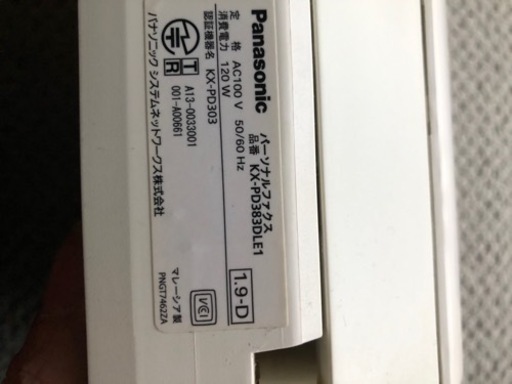 Panasonic パーソナルファクス
品番 KX-PD383DLE1
定 格 AC100 V 50/60 Hz
消費電力 120 W
認証機器名 KX-PD303
1.9-D
T A13-0033001
R 001-A00661
VCI
パナソニック システムネットワークス株式会社
マレーシア製
PNGT7462ZA